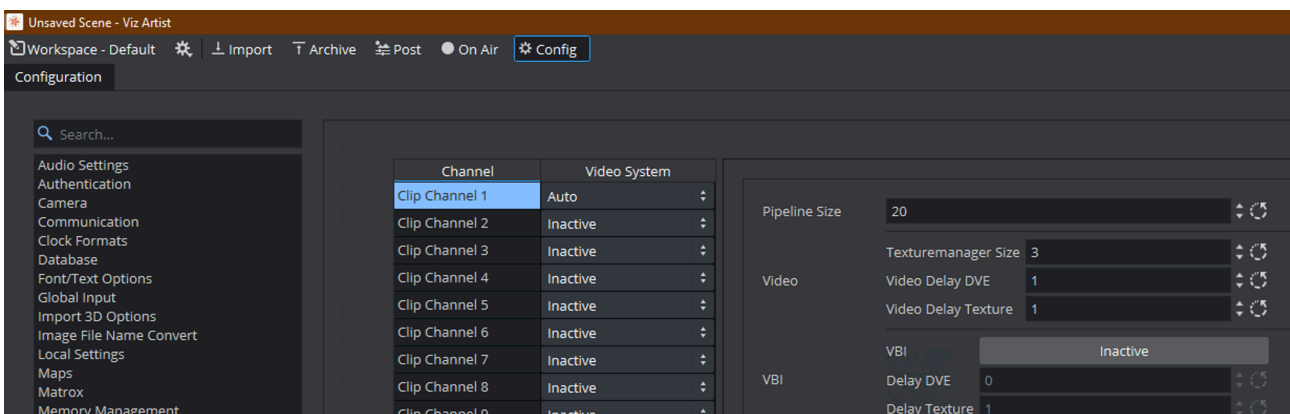 Unsaved Scene - Viz Artist
Workspace - Default Import Archive Post On Air Config
Configuration
Search...
Audio Settings
Authentication
Camera
Communication
Clock Formats
Database
Font/Text Options
Global Input
Import 3D Options
Image File Name Convert
Local Settings
Maps
Matrox
Memory Management
Channel Video System
Clip Channel 1 Auto
Clip Channel 2 Inactive
Clip Channel 3 Inactive
Clip Channel 4 Inactive
Clip Channel 5 Inactive
Clip Channel 6 Inactive
Clip Channel 7 Inactive
Clip Channel 8 Inactive
Clip Channel 9 Inactive
Pipeline Size 20
Video
Texturemanager Size 3
Video Delay DVE 1
Video Delay Texture 1
VBI
VBI Inactive
Delay DVE 0
Delay Texture 1